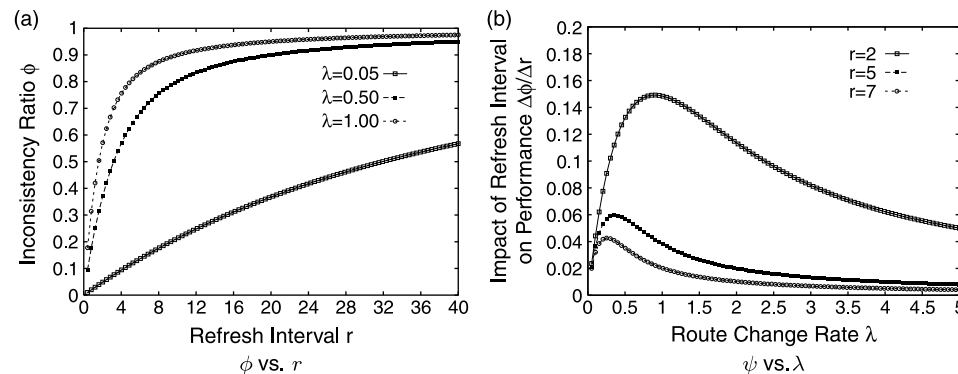 (a)
Inconsistency Ratio ϕ
1
0.9
0.8
0.7
0.6
0.5
0.4
0.3
0.2
0.1
0
λ=0.05
λ=0.50
λ=1.00
0 4 8 12 16 20 24 28 32 36 40
Refresh Interval r
ϕ vs. r
(b)
Impact of Refresh Interval
on Performance Δϕ/Δr
0.2
0.18
0.16
0.14
0.12
0.1
0.08
0.06
0.04
0.02
0
r=2
r=5
r=7
0 0.5 1 1.5 2 2.5 3 3.5 4 4.5 5
Route Change Rate λ
ψ vs. λ